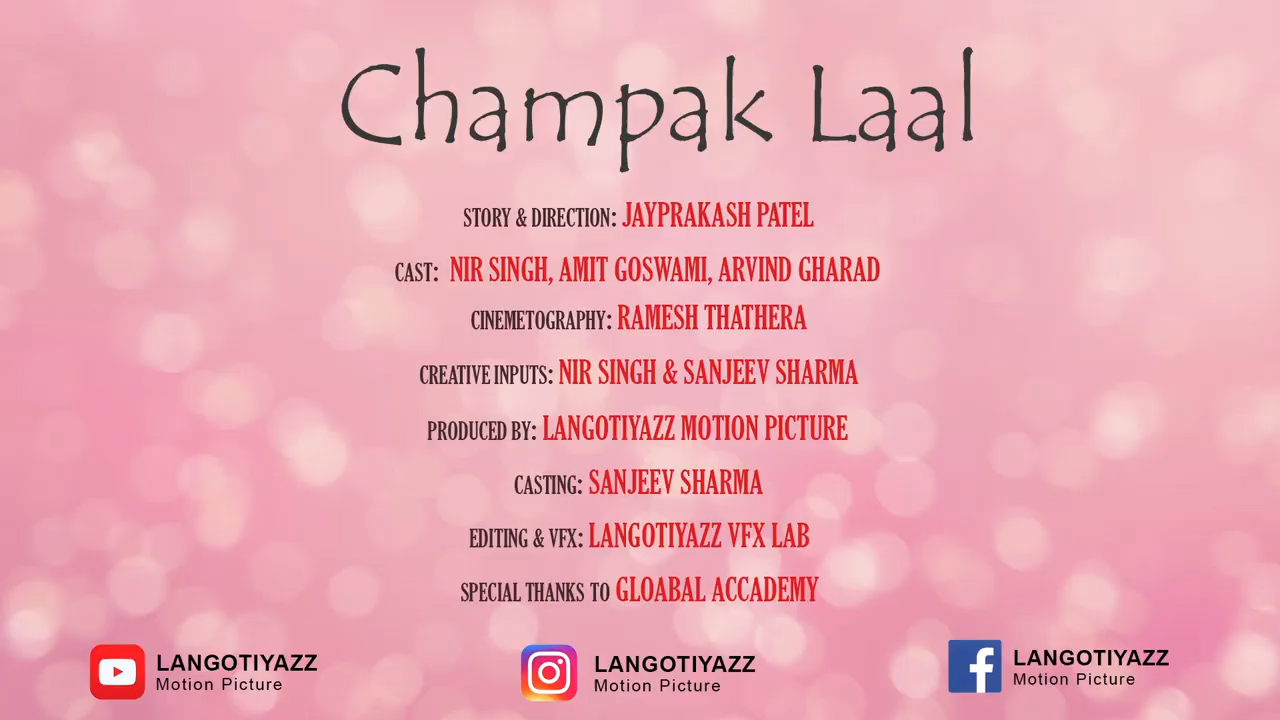 Champak Laal
STORY & DIRECTION: JAYPRAKASH PATEL
CAST: NIR SINGH, AMIT GOSWAMI, ARVIND GHARAD
CINEMETOGRAPHY: RAMESH THATHERA
CREATIVE INPUTS: NIR SINGH & SANJEEV SHARMA
PRODUCED BY: LANGOTIYAZZ MOTION PICTURE
CASTING: SANJEEV SHARMA
EDITING & VFX: LANGOTIYAZZ VFX LAB
SPECIAL THANKS TO GLOABAL ACCADEMY
LANGOTIYAZZ
Motion Picture
LANGOTIYAZZ
Motion Picture
LANGOTIYAZZ
Motion Picture